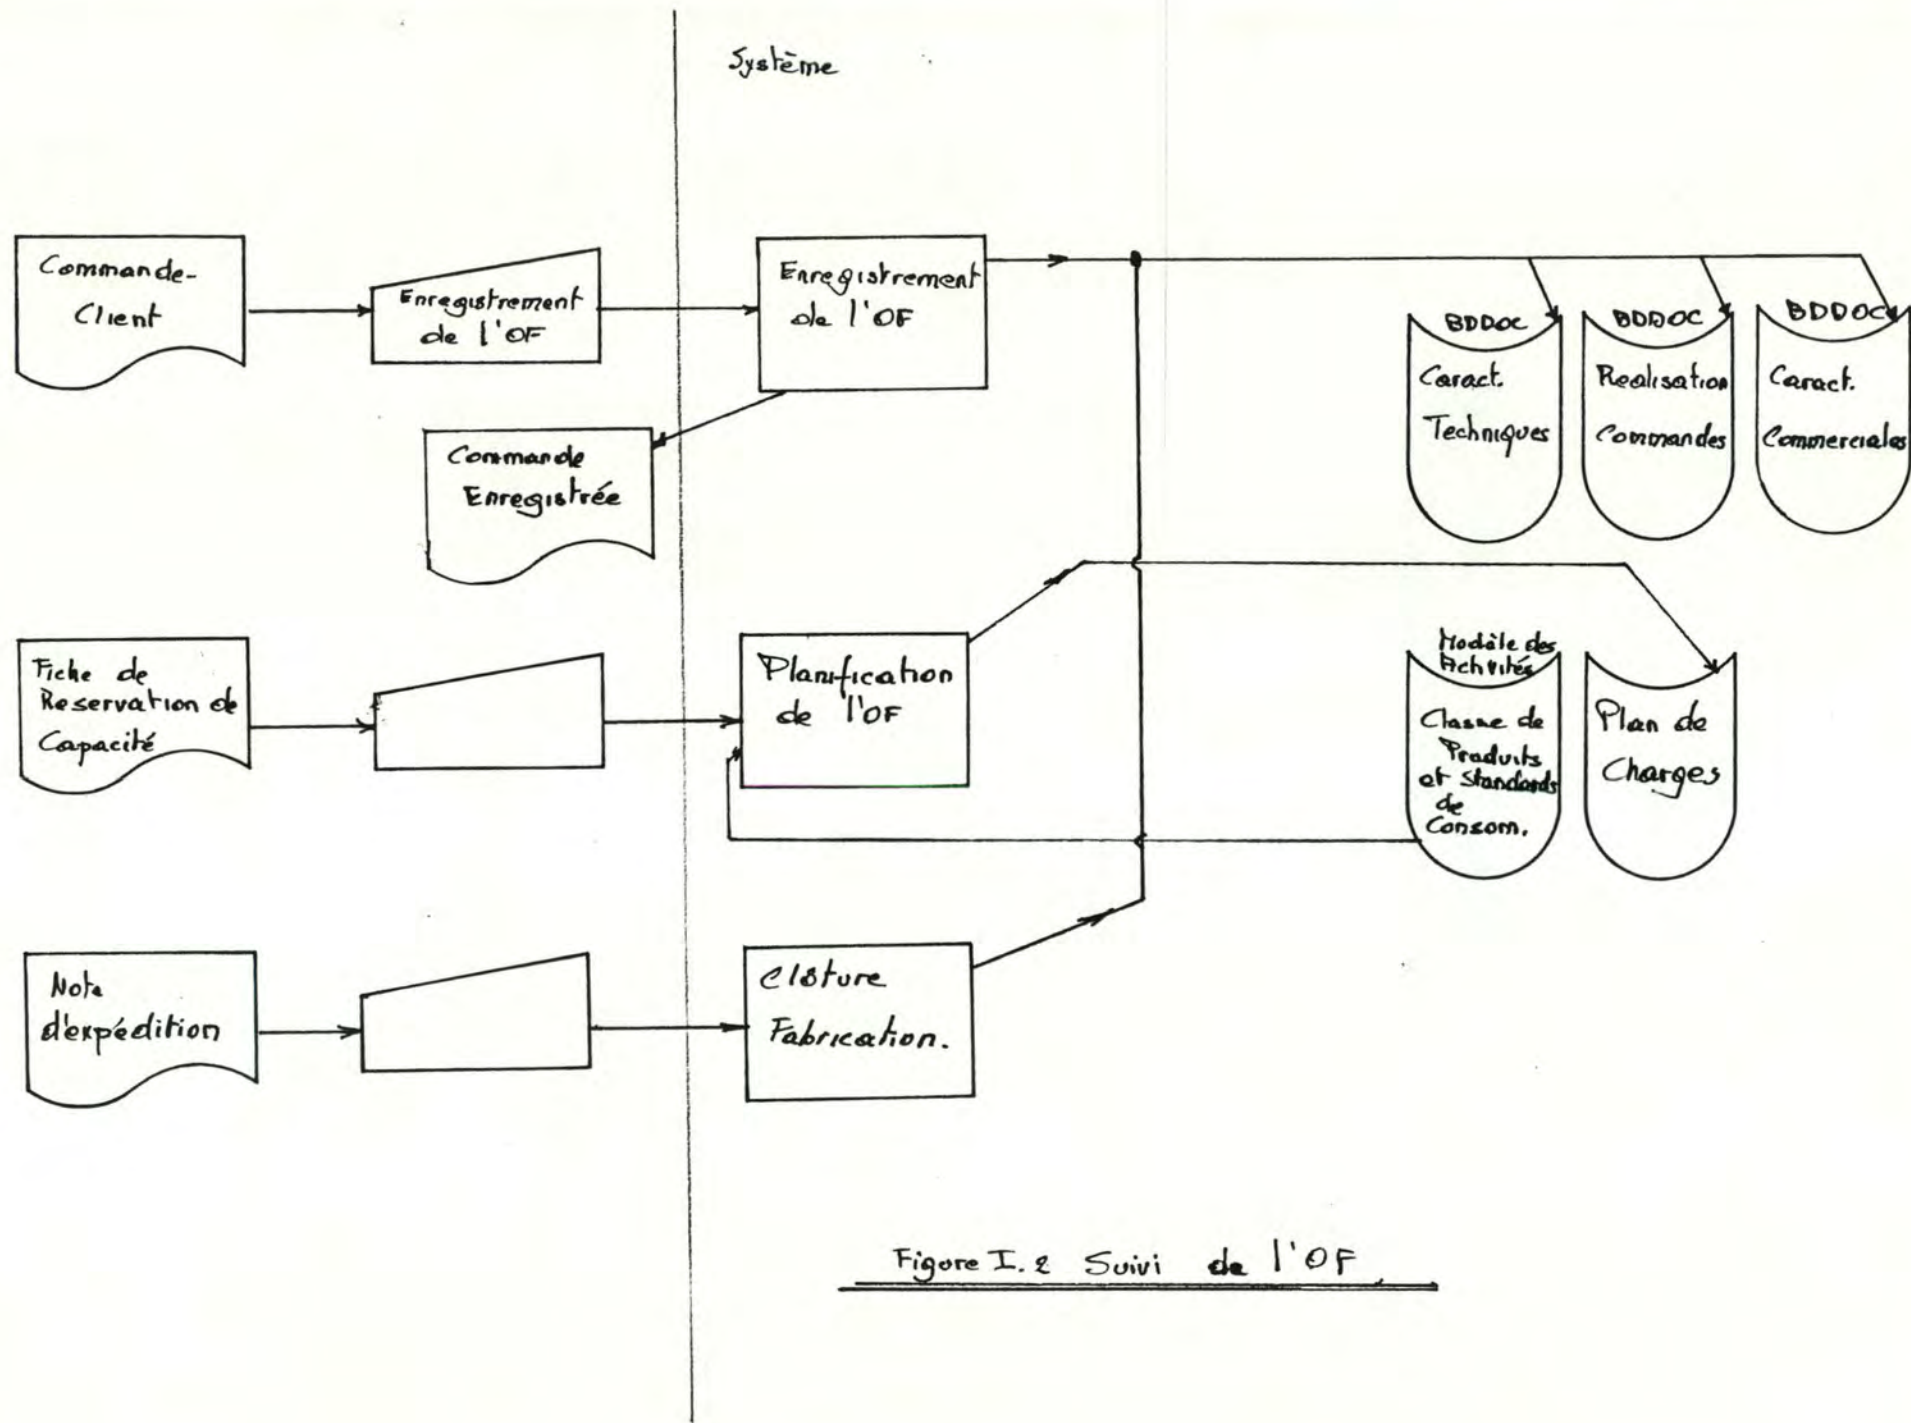 Système
Commande-
Client
Enregistrement
de l'OF
Enregistrement
de l'OF
BDDOC
Caract.
Techniques
BDDOC
Realisation
Commandes
BDDOC
Caract.
Commerciales
Commande
Enregistrée
Fiche de
Reservation de
Capacité
Planification
de l'OF
Modèle des
Activités
Classe de
Produits
et Standards
de
Consom.
Plan de
Charges
Note
d'expédition
Clôture
Fabrication.
Figure I.2 Suivi de l'OF